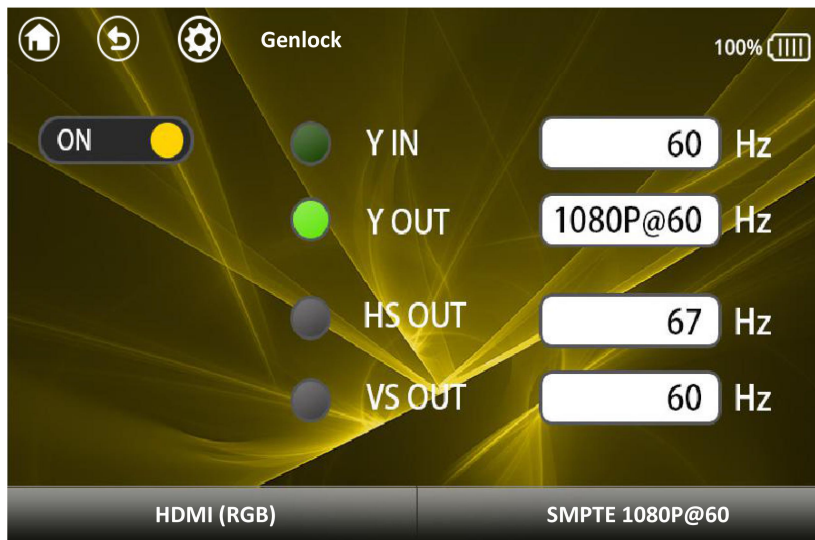 Genlock
100%
ON
Y IN 60 Hz
Y OUT 1080P@60 Hz
HS OUT 67 Hz
VS OUT 60 Hz
HDMI (RGB) SMPTE 1080P@60